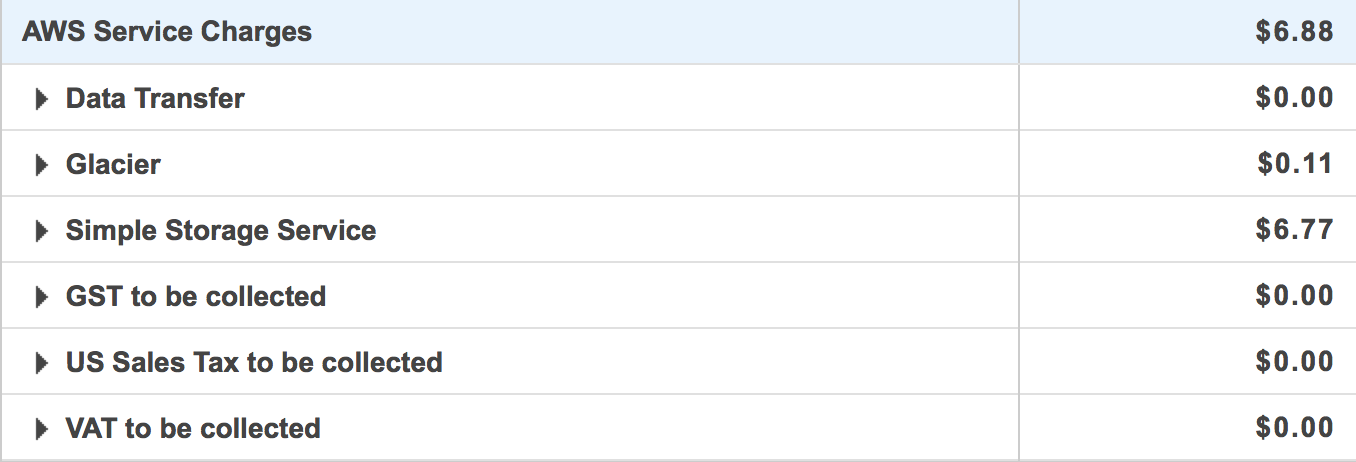 AWS Service Charges $6.88
Data Transfer $0.00
Glacier $0.11
Simple Storage Service $6.77
GST to be collected $0.00
US Sales Tax to be collected $0.00
VAT to be collected $0.00